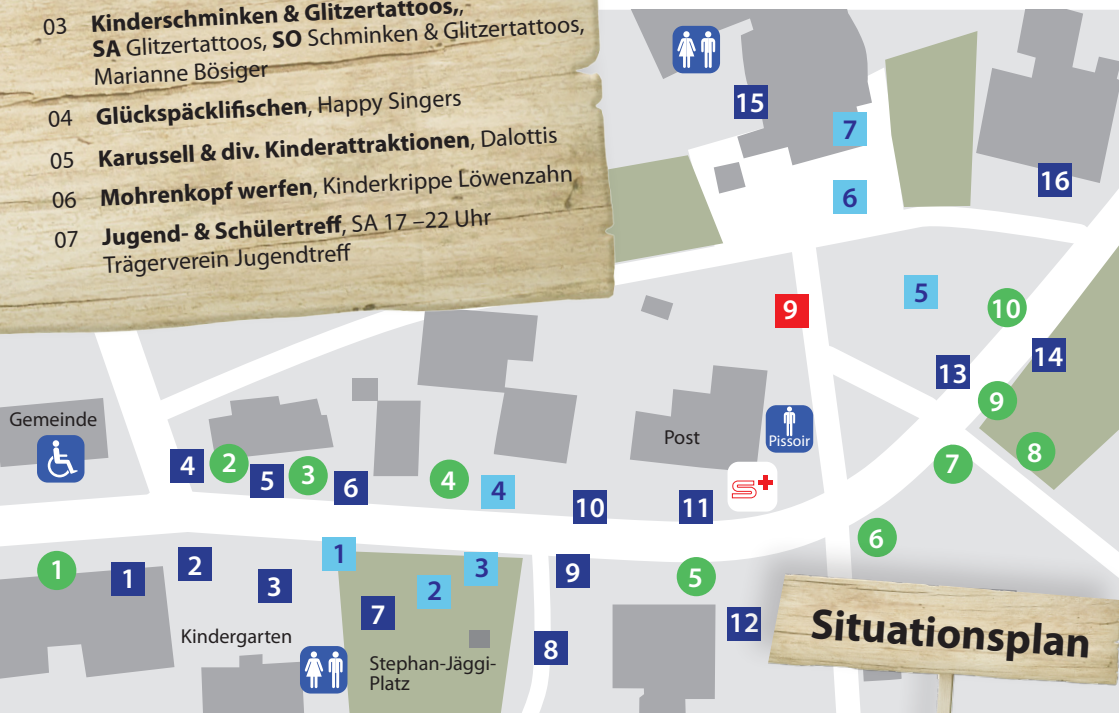 03 Kinderschminken & Glitzertattoos,,
SA Glitzertattoos, SO Schminken & Glitzertattoos,
Marianne Bösiger
04 Glückspäcklifischen, Happy Singers
05 Karussell & div. Kinderattraktionen, Dalottis
06 Mohrenkopf werfen, Kinderkrippe Löwenzahn
07 Jugend- & Schülertreff, SA 17 –22 Uhr
Trägerverein Jugendtreff
15
7
16
6
5
10
9
14
13
9
Gemeinde
Post
Pissoir
4
2
5
3
6
4
4
10
11
S+
7
8
6
1
1
2
3
1
7
2
3
9
5
8
12
Kindergarten
Stephan-Jäggi-
Platz
Situationsplan